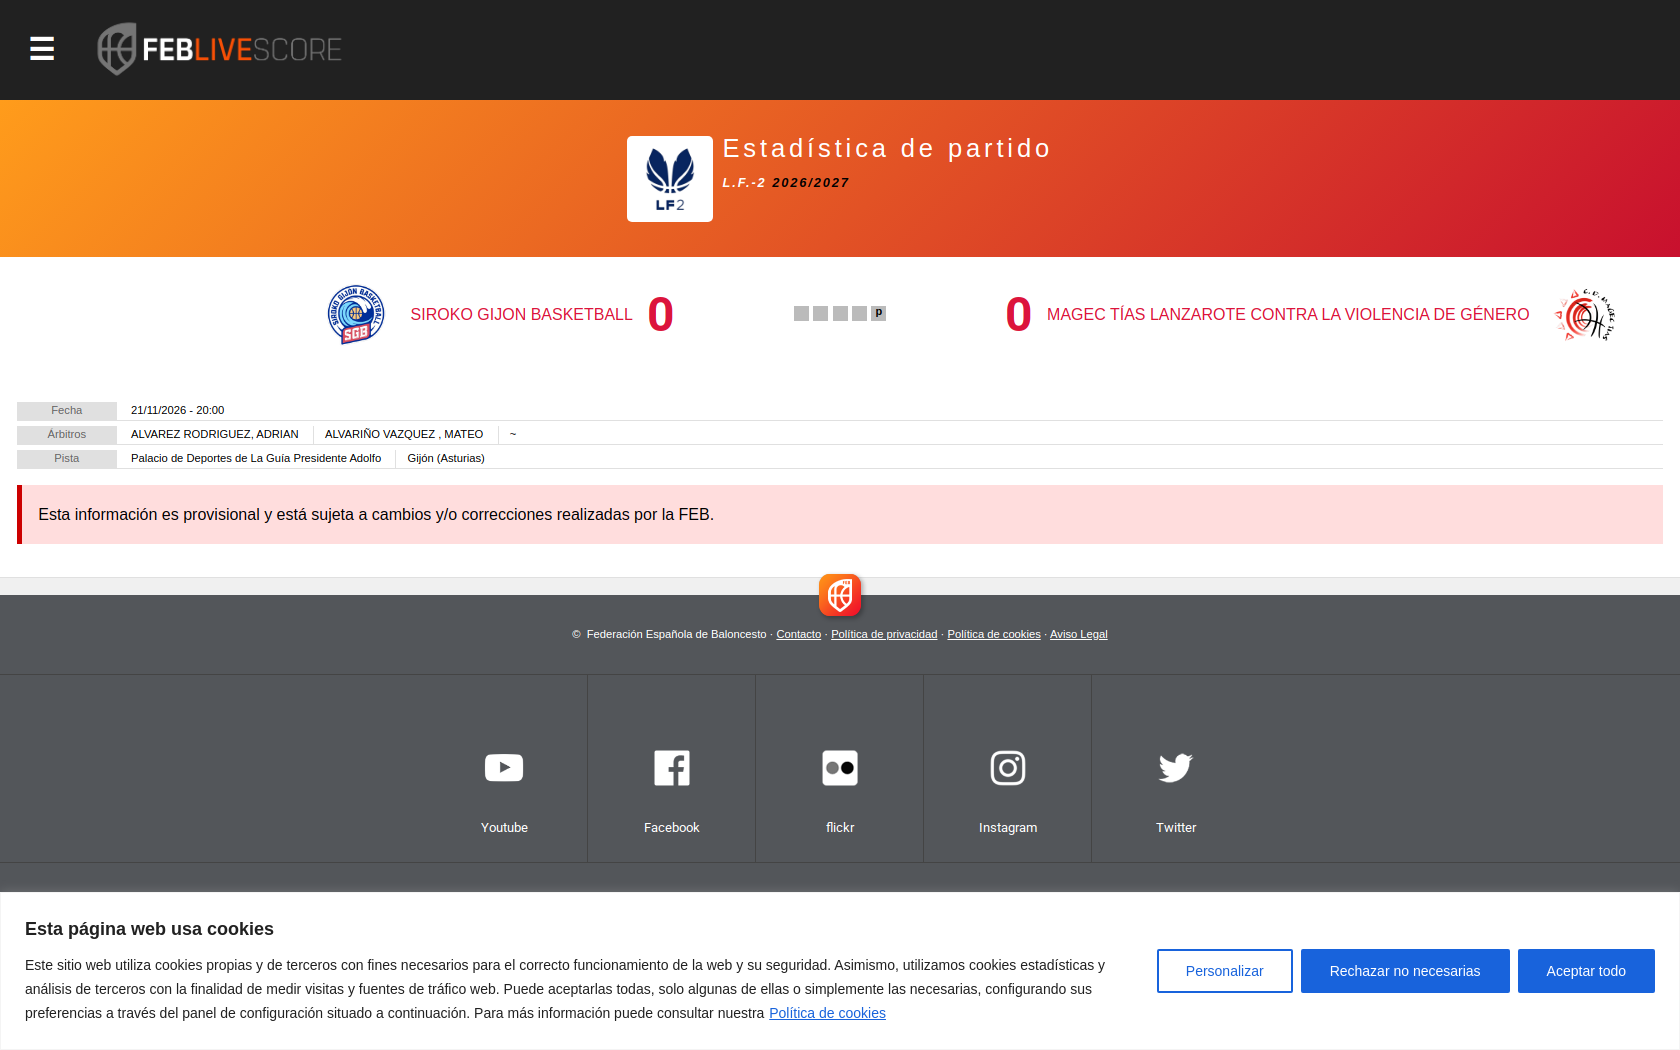 FEBLIVESCORE
LF2
Estadística de partido
L.F.-2 2026/2027
SIROKO GIJON BASKETBALL
SGB
SIROKO GIJON BASKETBALL 0
p
0 MAGEC TÍAS LANZAROTE CONTRA LA VIOLENCIA DE GÉNERO
Fecha 21/11/2026 - 20:00
Árbitros ALVAREZ RODRIGUEZ, ADRIAN ALVARIÑO VAZQUEZ , MATEO ~
Pista Palacio de Deportes de La Guía Presidente Adolfo Gijón (Asturias)
Esta información es provisional y está sujeta a cambios y/o correcciones realizadas por la FEB.
© Federación Española de Baloncesto · Contacto · Política de privacidad · Política de cookies · Aviso Legal
Youtube Facebook flickr Instagram Twitter
Esta página web usa cookies
Este sitio web utiliza cookies propias y de terceros con fines necesarios para el correcto funcionamiento de la web y su seguridad. Asimismo, utilizamos cookies estadísticas y
análisis de terceros con la finalidad de medir visitas y fuentes de tráfico web. Puede aceptarlas todas, solo algunas de ellas o simplemente las necesarias, configurando sus
preferencias a través del panel de configuración situado a continuación. Para más información puede consultar nuestra Política de cookies
Personalizar Rechazar no necesarias Aceptar todo